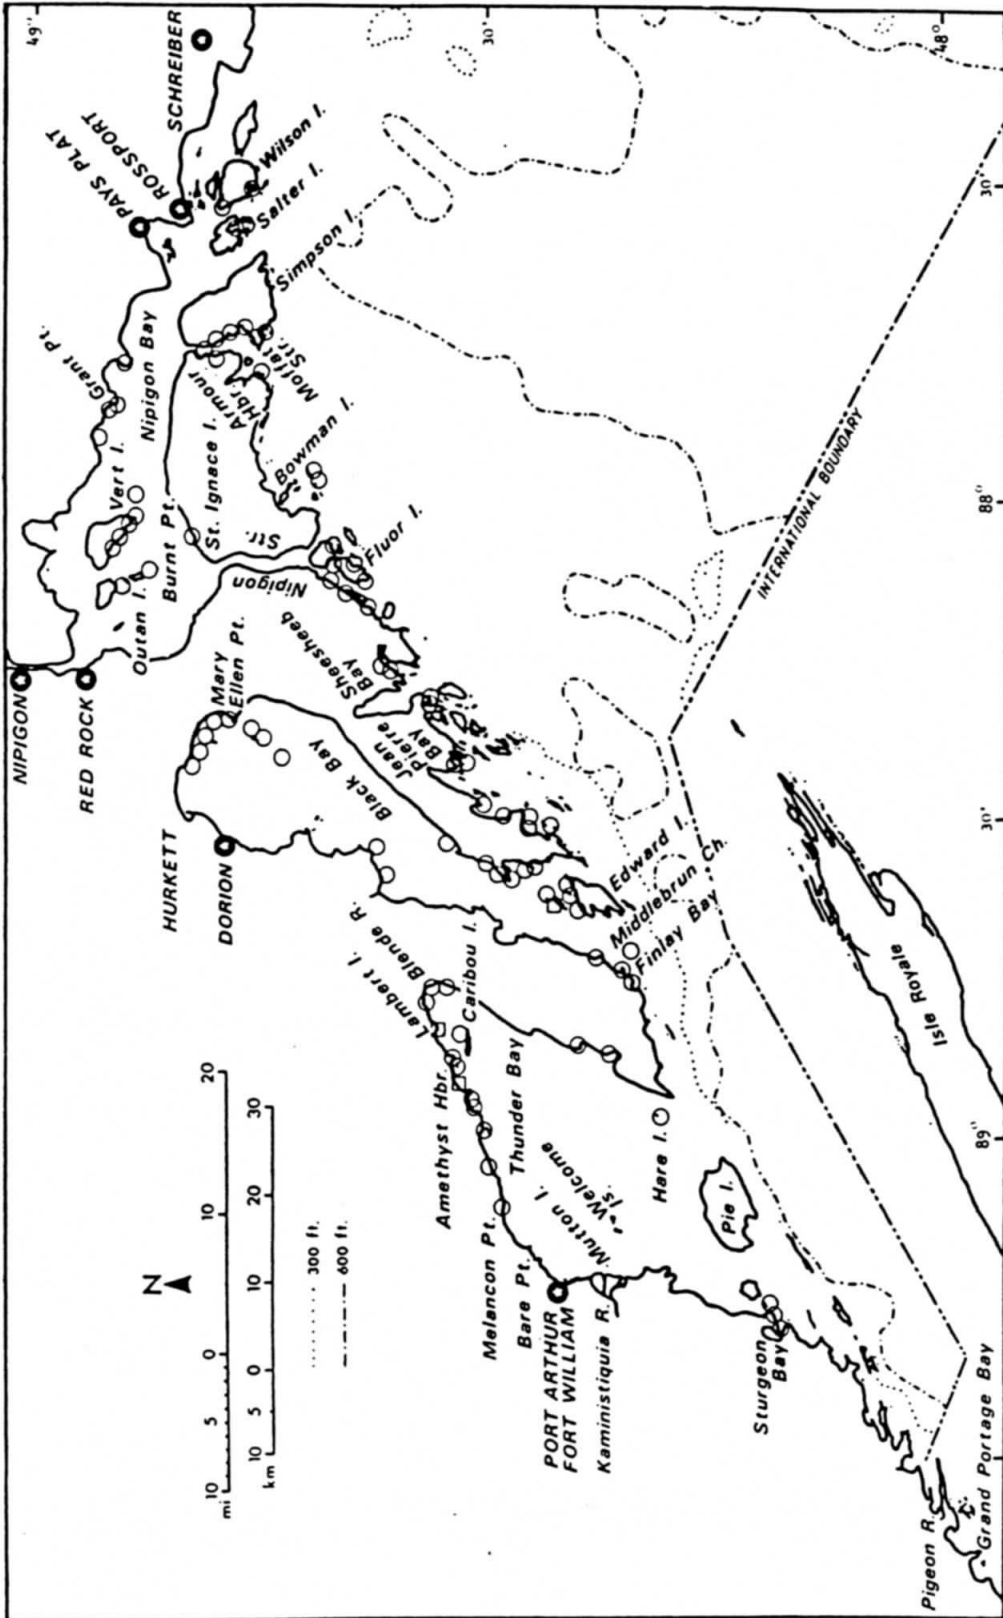 49°
30'
48°
SCHREIBER
ROSSPORT
PAYS PLAT
Wilson I.
Salter I.
Simpson I.
Moffat
Str.
Armour
Hbr.
Grant Pt.
Nipigon Bay
Vert I.
St. Ignace I.
Bowman I.
Burnt Pt.
Outan I.
Str.
Nipigon
Fluor I.
NIPIGON
RED ROCK
Mary
Ellen Pt.
Sheesheeb
Bay
Jean
Pierre
Bay
Black Bay
HURKETT
DORION
Edward I.
Middlebrun Ch.
Finlay Bay
Blende R.
Lambert I.
Caribou I.
Amethyst Hbr.
Thunder Bay
Melancon Pt.
Bare Pt.
Welcome
Is.
Mutton I.
Hare I.
Pie I.
PORT ARTHUR
FORT WILLIAM
Kaministiquia R.
Sturgeon
Bay
Pigeon R.
Grand Portage Bay
Isle Royale
INTERNATIONAL BOUNDARY
30'
88°
30'
89°
N
10 5 0 10 20
mi
km 10 5 0 10 20 30
300 ft.
600 ft.